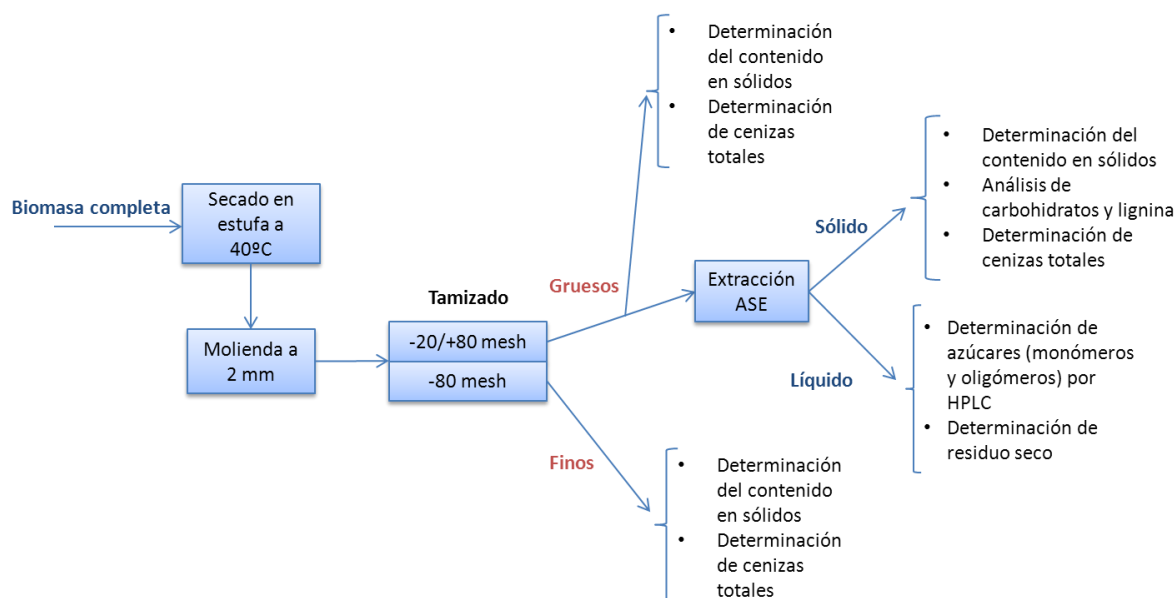 Biomasa completa
Secado en
estufa a
40ºC
Molienda a
2 mm
Tamizado
-20/+80 mesh
-80 mesh
Gruesos
• Determinación
del contenido
en sólidos
• Determinación
de cenizas
totales
Finos
• Determinación
del contenido
en sólidos
• Determinación
de cenizas
totales
Extracción
ASE
Sólido
• Determinación del
contenido en sólidos
• Análisis de
carbohidratos y lignina
• Determinación de
cenizas totales
Líquido
• Determinación de
azúcares (monómeros
y oligómeros) por
HPLC
• Determinación de
residuo seco